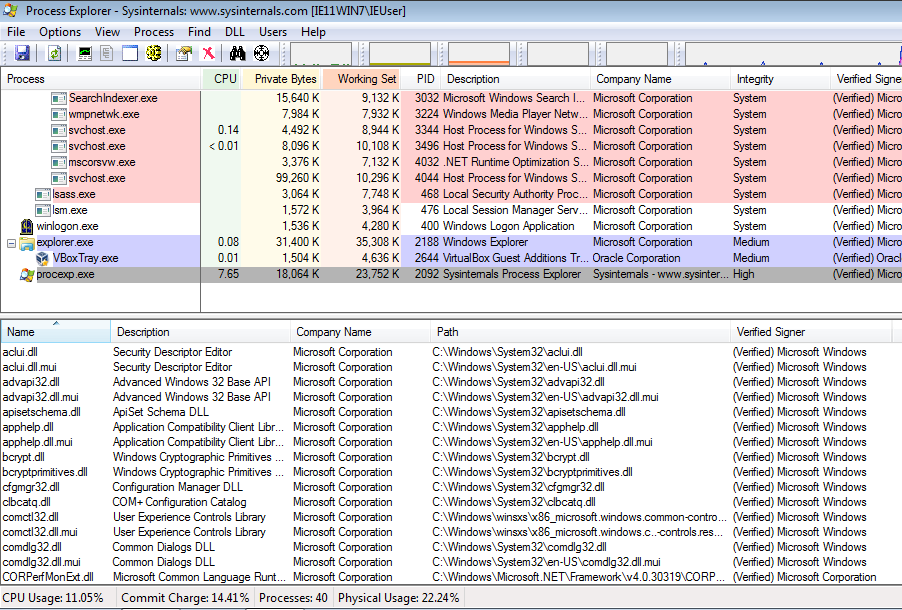 Process Explorer - Sysinternals: www.sysinternals.com [IE11WIN7\IEUser]
File Options View Process Find DLL Users Help
Process CPU Private Bytes Working Set PID Description Company Name Integrity Verified Signe
SearchIndexer.exe 15,640 K 9,132 K 3032 Microsoft Windows Search I... Microsoft Corporation System (Verified) Micro
wmpnetwk.exe 7,984 K 7,932 K 3224 Windows Media Player Netw... Microsoft Corporation System (Verified) Micro
svchost.exe 0.14 4,492 K 8,944 K 3344 Host Process for Windows S... Microsoft Corporation System (Verified) Micro
svchost.exe < 0.01 8,096 K 10,108 K 3496 Host Process for Windows S... Microsoft Corporation System (Verified) Micro
mscorsvw.exe 3,376 K 7,132 K 4032 .NET Runtime Optimization S... Microsoft Corporation System (Verified) Micro
svchost.exe 99,260 K 10,296 K 4044 Host Process for Windows S... Microsoft Corporation System (Verified) Micro
lsass.exe 3,064 K 7,748 K 468 Local Security Authority Proc... Microsoft Corporation System (Verified) Micro
lsm.exe 1,572 K 3,964 K 476 Local Session Manager Serv... Microsoft Corporation System (Verified) Micro
winlogon.exe 1,536 K 4,280 K 400 Windows Logon Application Microsoft Corporation System (Verified) Micro
explorer.exe 0.08 31,400 K 35,308 K 2188 Windows Explorer Microsoft Corporation Medium (Verified) Micro
VBoxTray.exe 0.01 1,504 K 4,636 K 2644 VirtualBox Guest Additions Tr... Oracle Corporation Medium (Verified) Oracl
procexp.exe 7.65 18,064 K 23,752 K 2092 Sysinternals Process Explorer Sysinternals - www.sysinter... High (Verified) Micro
Name Description Company Name Path Verified Signer
aclui.dll Security Descriptor Editor Microsoft Corporation C:\Windows\System32\aclui.dll (Verified) Microsoft Windows
aclui.dll.mui Security Descriptor Editor Microsoft Corporation C:\Windows\System32\en-US\aclui.dll.mui (Verified) Microsoft Windows
advapi32.dll Advanced Windows 32 Base API Microsoft Corporation C:\Windows\System32\advapi32.dll (Verified) Microsoft Windows
advapi32.dll.mui Advanced Windows 32 Base API Microsoft Corporation C:\Windows\System32\en-US\advapi32.dll.mui (Verified) Microsoft Windows
apisetschema.dll ApiSet Schema DLL Microsoft Corporation C:\Windows\System32\apisetschema.dll (Verified) Microsoft Windows
apphelp.dll Application Compatibility Client Libr... Microsoft Corporation C:\Windows\System32\apphelp.dll (Verified) Microsoft Windows
apphelp.dll.mui Application Compatibility Client Libr... Microsoft Corporation C:\Windows\System32\en-US\apphelp.dll.mui (Verified) Microsoft Windows
bcrypt.dll Windows Cryptographic Primitives ... Microsoft Corporation C:\Windows\System32\bcrypt.dll (Verified) Microsoft Windows
bcryptprimitives.dll Windows Cryptographic Primitives ... Microsoft Corporation C:\Windows\System32\bcryptprimitives.dll (Verified) Microsoft Windows
cfgmgr32.dll Configuration Manager DLL Microsoft Corporation C:\Windows\System32\cfgmgr32.dll (Verified) Microsoft Windows
clbcatq.dll COM+ Configuration Catalog Microsoft Corporation C:\Windows\System32\clbcatq.dll (Verified) Microsoft Windows
comctl32.dll User Experience Controls Library Microsoft Corporation C:\Windows\winsxs\x86_microsoft.windows.common-contro... (Verified) Microsoft Windows
comctl32.dll.mui User Experience Controls Library Microsoft Corporation C:\Windows\winsxs\x86_microsoft.windows.c..-controls.res... (Verified) Microsoft Windows
comdlg32.dll Common Dialogs DLL Microsoft Corporation C:\Windows\System32\comdlg32.dll (Verified) Microsoft Windows
comdlg32.dll.mui Common Dialogs DLL Microsoft Corporation C:\Windows\System32\en-US\comdlg32.dll.mui (Verified) Microsoft Windows
CORPerfMonExt.dll Microsoft Common Language Runt... Microsoft Corporation C:\Windows\Microsoft.NET\Framework\v4.0.30319\CORP... (Verified) Microsoft Corporation
CPU Usage: 11.05% Commit Charge: 14.41% Processes: 40 Physical Usage: 22.24%